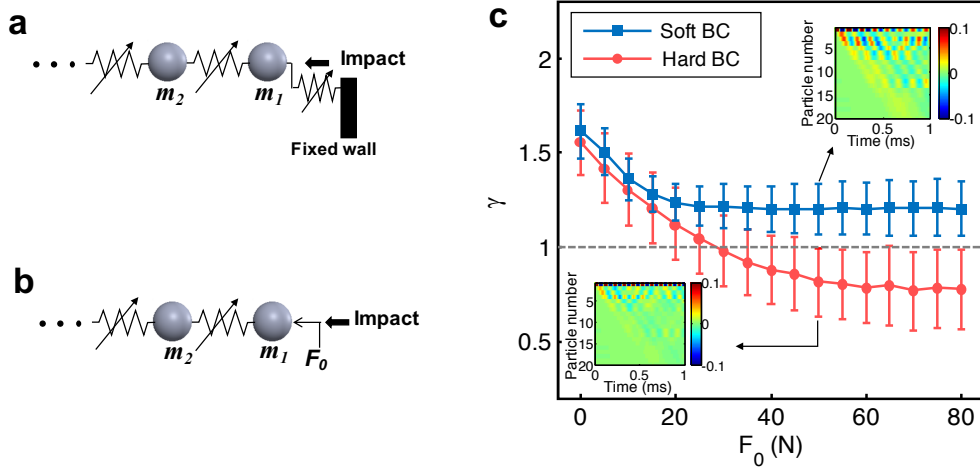 a
m2
m1
Impact
Fixed wall
b
m2
m1
Impact
F0
c
Soft BC
Hard BC
γ
2
1.5
1
0.5
0
20
40
60
80
F0 (N)
Particle number
5
10
15
20
0
0.5
1
Time (ms)
0.1
0
-0.1
Particle number
5
10
15
20
0
0.5
1
Time (ms)
0.1
0
-0.1